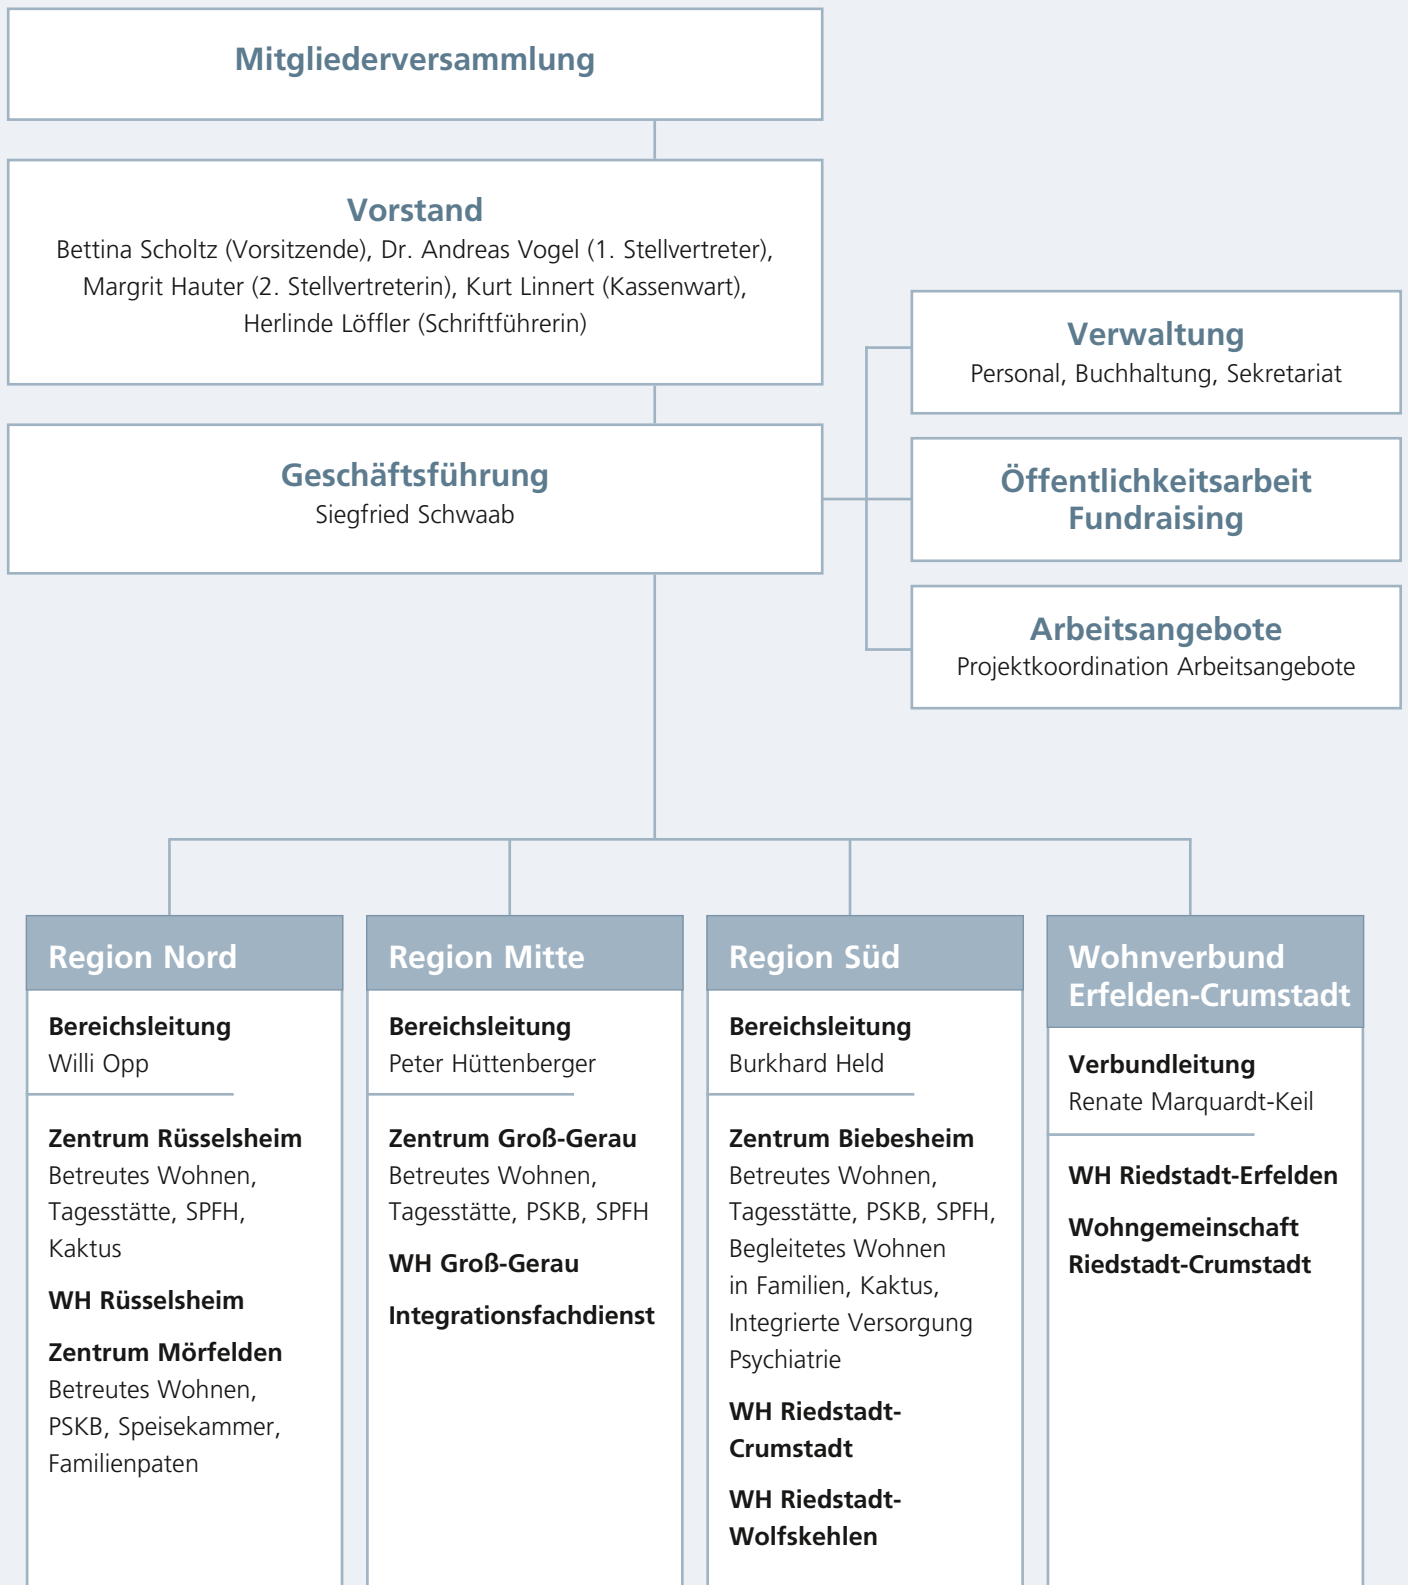 Mitgliederversammlung
Vorstand
Bettina Scholtz (Vorsitzende), Dr. Andreas Vogel (1. Stellvertreter),
Margrit Hauter (2. Stellvertreterin), Kurt Linnert (Kassenwart),
Herlinde Löffler (Schriftführerin)
Geschäftsführung
Siegfried Schwaab
Verwaltung
Personal, Buchhaltung, Sekretariat
Öffentlichkeitsarbeit
Fundraising
Arbeitsangebote
Projektkoordination Arbeitsangebote
Region Nord
Bereichsleitung
Willi Opp
Zentrum Rüsselsheim
Betreutes Wohnen,
Tagesstätte, SPFH,
Kaktus
WH Rüsselsheim
Zentrum Mörfelden
Betreutes Wohnen,
PSKB, Speisekammer,
Familienpaten
Region Mitte
Bereichsleitung
Peter Hüttenberger
Zentrum Groß-Gerau
Betreutes Wohnen,
Tagesstätte, PSKB, SPFH
WH Groß-Gerau
Integrationsfachdienst
Region Süd
Bereichsleitung
Burkhard Held
Zentrum Biebesheim
Betreutes Wohnen,
Tagesstätte, PSKB, SPFH,
Begleitetes Wohnen
in Familien, Kaktus,
Integrierte Versorgung
Psychiatrie
WH Riedstadt-
Crumstadt
WH Riedstadt-
Wolfskehlen
Wohnverbund
Erfelden-Crumstadt
Verbundleitung
Renate Marquardt-Keil
WH Riedstadt-Erfelden
Wohngemeinschaft
Riedstadt-Crumstadt